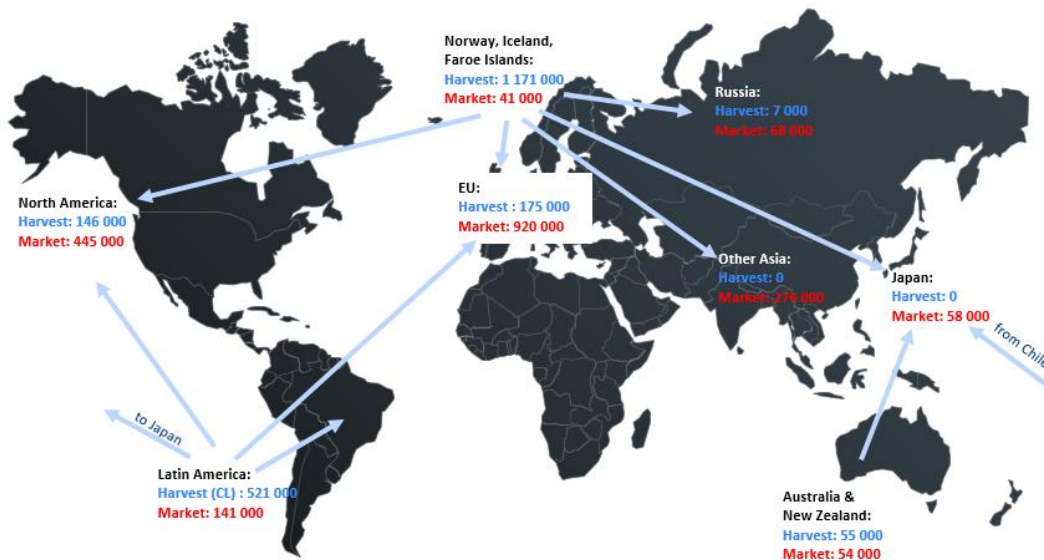 Norway, Iceland,
Faroe Islands:
Harvest: 1 171 000
Market: 41 000
Russia:
Harvest: 7 000
Market: 68 000
North America:
Harvest: 146 000
Market: 445 000
EU:
Harvest : 175 000
Market: 920 000
Other Asia:
Harvest: 0
Market: 274 000
Japan:
Harvest: 0
Market: 58 000
from Chile
to Japan
Latin America:
Harvest (CL) : 521 000
Market: 141 000
Australia &
New Zealand:
Harvest: 55 000
Market: 54 000